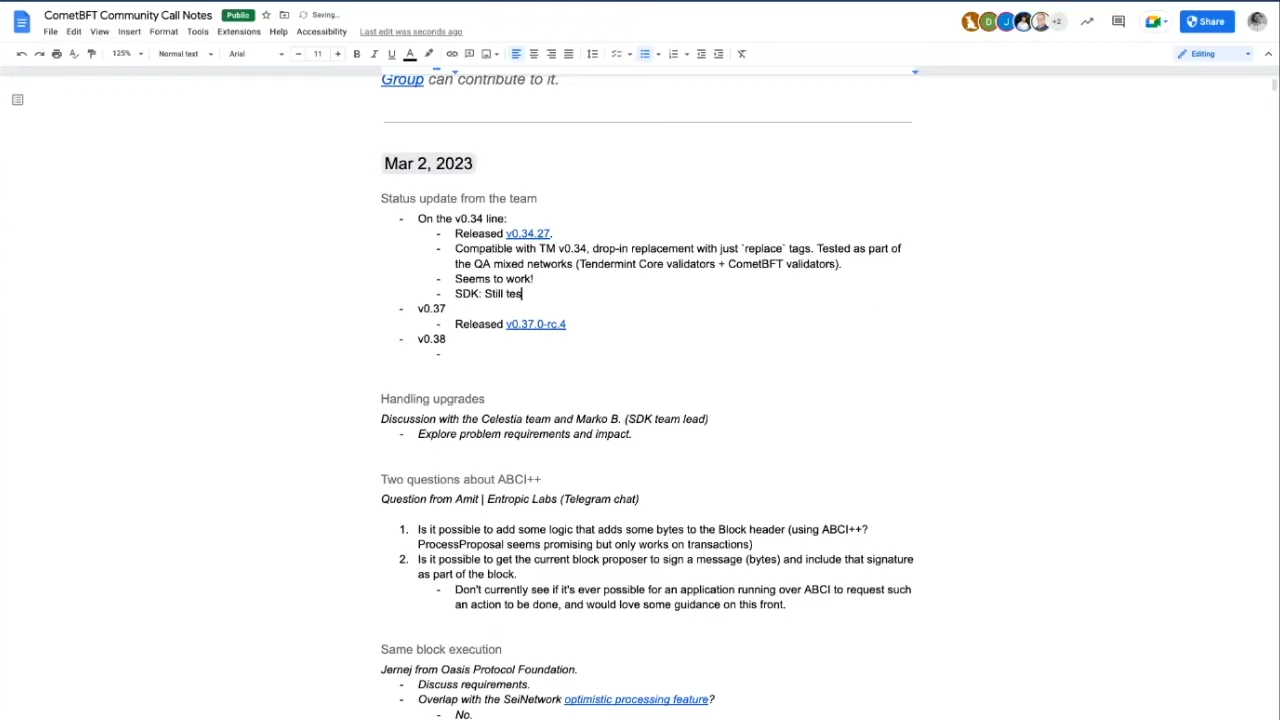 CometBFT Community Call Notes Public Saving...
+2
Share
File Edit View Insert Format Tools Extensions Help Accessibility Last edit was seconds ago
125% Normal text Arial 11 Editing
Group can contribute to it.
Mar 2, 2023
Status update from the team
- On the v0.34 line:
- Released v0.34.27.
- Compatible with TM v0.34, drop-in replacement with just `replace` tags. Tested as part of
the QA mixed networks (Tendermint Core validators + CometBFT validators).
- Seems to work!
- SDK: Still tes
- v0.37
- Released v0.37.0-rc.4
- v0.38
-
Handling upgrades
Discussion with the Celestia team and Marko B. (SDK team lead)
- Explore problem requirements and impact.
Two questions about ABCI++
Question from Amit | Entropic Labs (Telegram chat)
1. Is it possible to add some logic that adds some bytes to the Block header (using ABCI++?
ProcessProposal seems promising but only works on transactions)
2. Is it possible to get the current block proposer to sign a message (bytes) and include that signature
as part of the block.
- Don't currently see if it's ever possible for an application running over ABCI to request such
an action to be done, and would love some guidance on this front.
Same block execution
Jernej from Oasis Protocol Foundation.
- Discuss requirements.
- Overlap with the SeiNetwork optimistic processing feature?
- No.